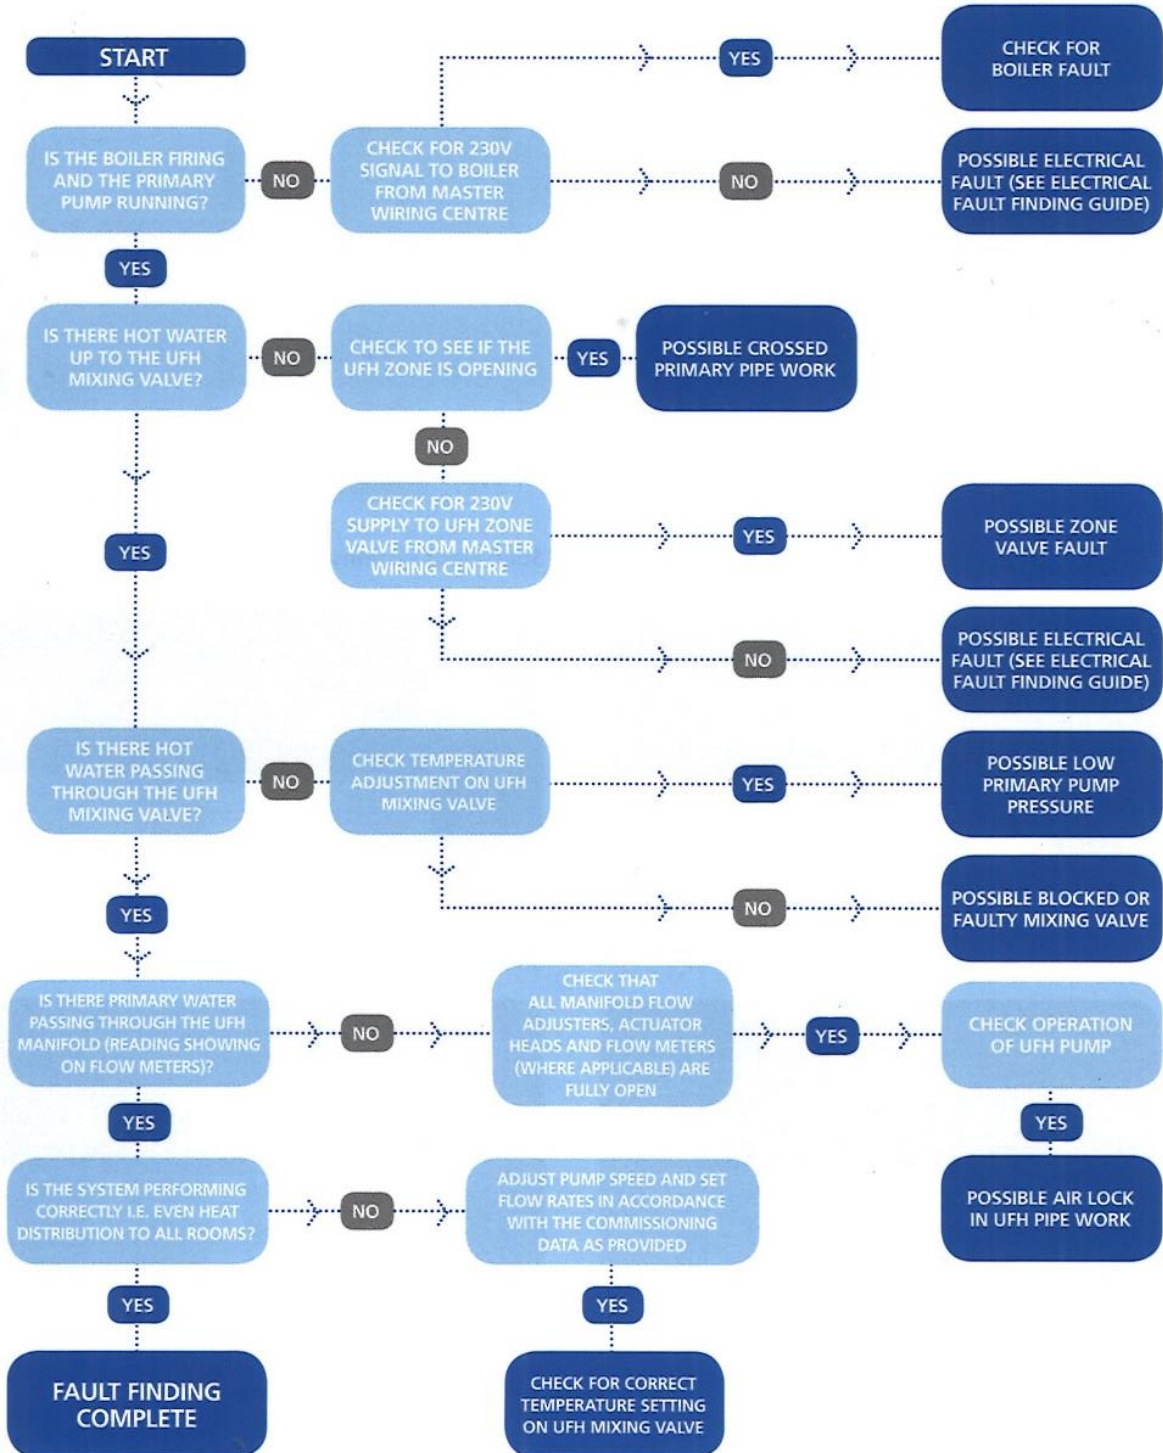 START
YES
CHECK FOR
BOILER FAULT
IS THE BOILER FIRING
AND THE PRIMARY
PUMP RUNNING?
NO
CHECK FOR 230V
SIGNAL TO BOILER
FROM MASTER
WIRING CENTRE
NO
POSSIBLE ELECTRICAL
FAULT (SEE ELECTRICAL
FAULT FINDING GUIDE)
YES
IS THERE HOT WATER
UP TO THE UFH
MIXING VALVE?
NO
CHECK TO SEE IF THE
UFH ZONE IS OPENING
YES
POSSIBLE CROSSED
PRIMARY PIPE WORK
NO
CHECK FOR 230V
SUPPLY TO UFH ZONE
VALVE FROM MASTER
WIRING CENTRE
YES
POSSIBLE ZONE
VALVE FAULT
YES
NO
POSSIBLE ELECTRICAL
FAULT (SEE ELECTRICAL
FAULT FINDING GUIDE)
IS THERE HOT
WATER PASSING
THROUGH THE UFH
MIXING VALVE?
NO
CHECK TEMPERATURE
ADJUSTMENT ON UFH
MIXING VALVE
YES
POSSIBLE LOW
PRIMARY PUMP
PRESSURE
NO
POSSIBLE BLOCKED OR
FAULTY MIXING VALVE
YES
IS THERE PRIMARY WATER
PASSING THROUGH THE UFH
MANIFOLD (READING SHOWING
ON FLOW METERS)?
NO
CHECK THAT
ALL MANIFOLD FLOW
ADJUSTERS, ACTUATOR
HEADS AND FLOW METERS
(WHERE APPLICABLE) ARE
FULLY OPEN
YES
CHECK OPERATION
OF UFH PUMP
YES
YES
IS THE SYSTEM PERFORMING
CORRECTLY I.E. EVEN HEAT
DISTRIBUTION TO ALL ROOMS?
NO
ADJUST PUMP SPEED AND SET
FLOW RATES IN ACCORDANCE
WITH THE COMMISSIONING
DATA AS PROVIDED
POSSIBLE AIR LOCK
IN UFH PIPE WORK
YES
YES
FAULT FINDING
COMPLETE
CHECK FOR CORRECT
TEMPERATURE SETTING
ON UFH MIXING VALVE